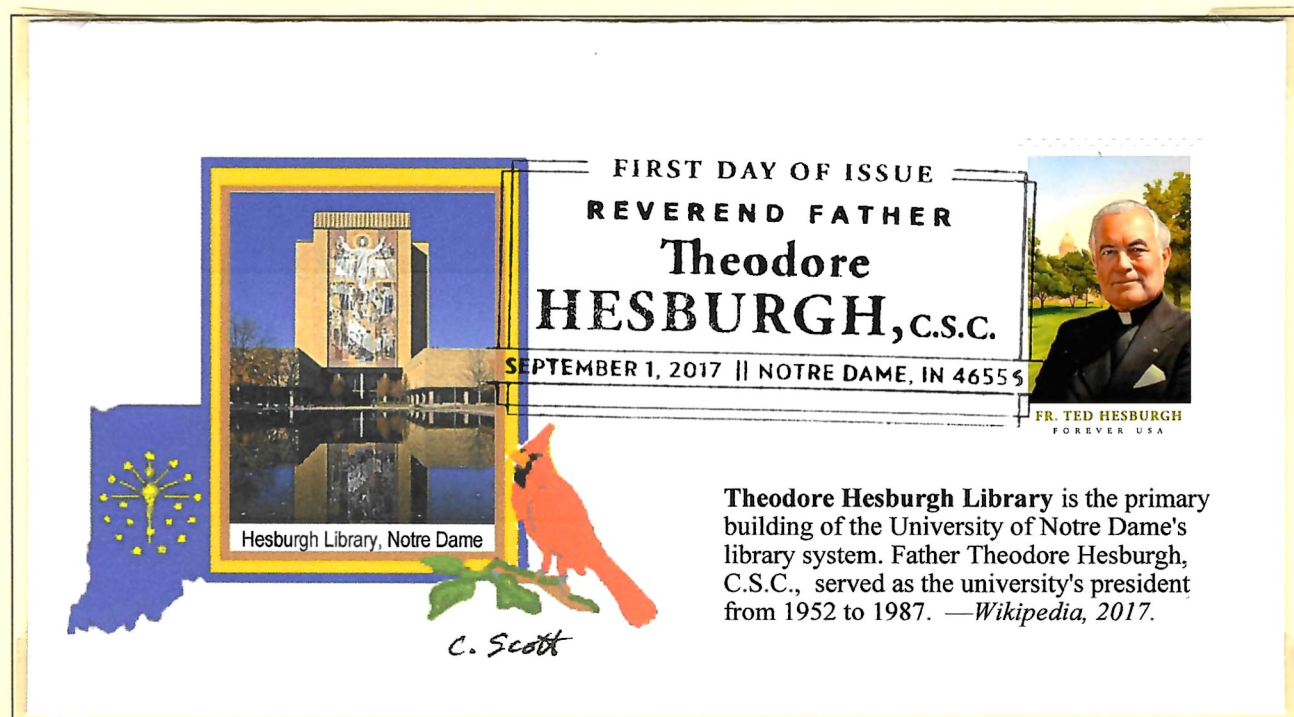 FIRST DAY OF ISSUE
REVEREND FATHER
Theodore
HESBURGH, C.S.C.
SEPTEMBER 1, 2017 || NOTRE DAME, IN 46556
FR. TED HESBURGH
FOREVER USA
Hesburgh Library, Notre Dame
C. Scott
Theodore Hesburgh Library is the primary
building of the University of Notre Dame's
library system. Father Theodore Hesburgh,
C.S.C., served as the university's president
from 1952 to 1987. —Wikipedia, 2017.